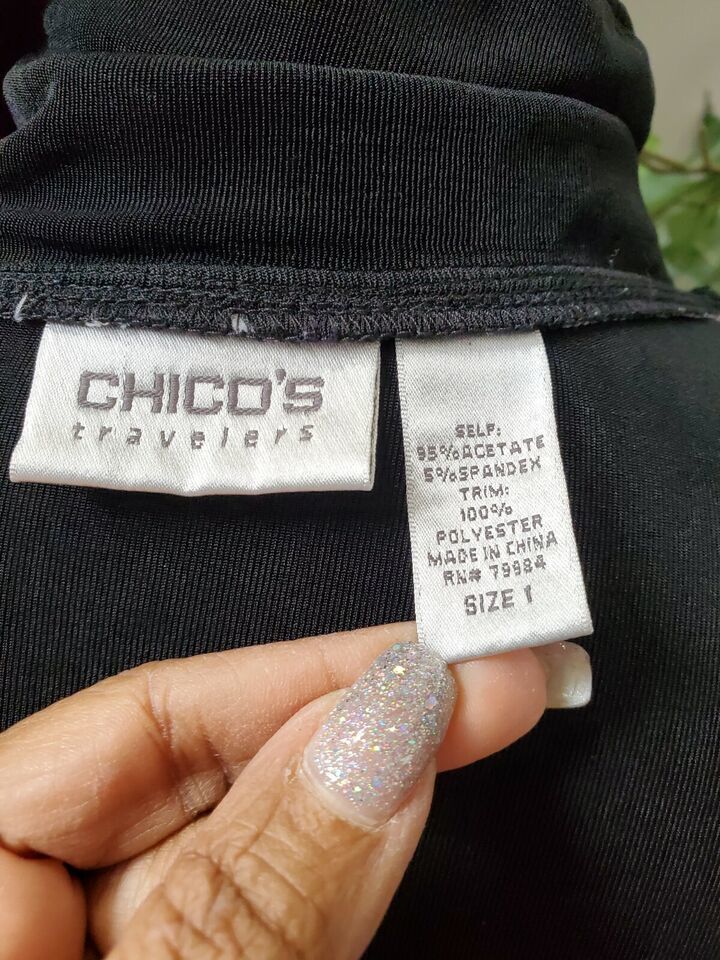 CHICO'S
travelers
SELF:
95%ACETATE
5%SPANDEX
TRIM:
100%
POLYESTER
MADE IN CHINA
RN# 79984
SIZE 1